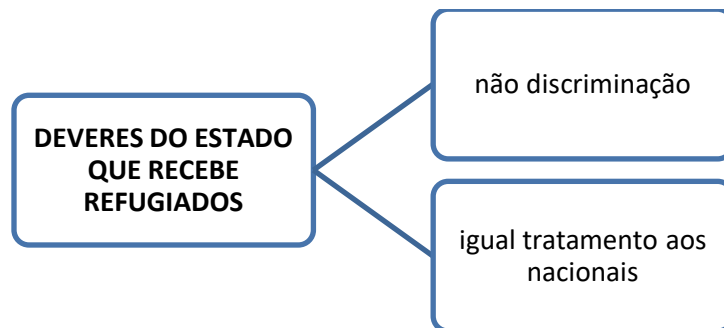 DEVERES DO ESTADO
QUE RECEBE
REFUGIADOS
não discriminação
igual tratamento aos
nacionais